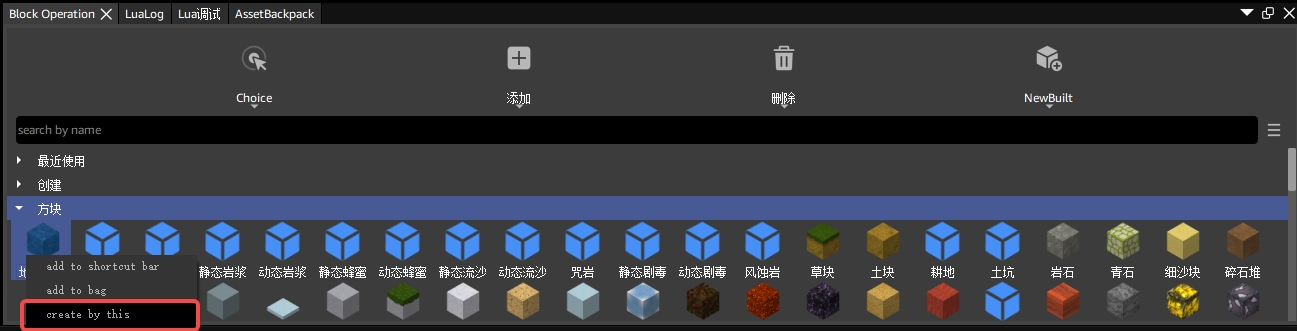 Block Operation LuaLog Lua调试 AssetBackpack
Choice 添加 删除 NewBuilt
search by name
最近使用
创建
方块
静态岩浆 动态岩浆 静态蜂蜜 动态蜂蜜 静态流沙 动态流沙 咒岩 静态剧毒 动态剧毒 风蚀岩 草块 土块 耕地 土坑 岩石 青石 细沙块 碎石堆
add to shortcut bar
add to bag
create by this